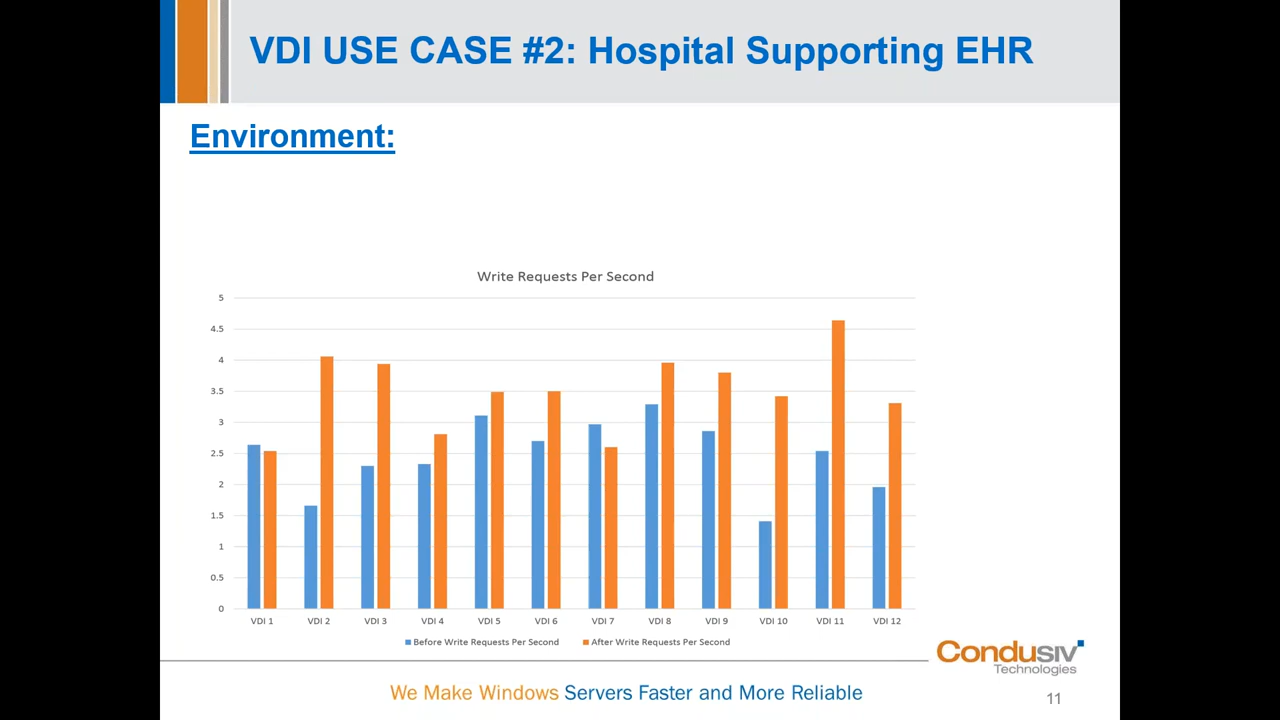 VDI USE CASE #2: Hospital Supporting EHR
Environment:
Write Requests Per Second
5
4.5
4
3.5
3
2.5
2
1.5
1
0.5
0
VDI 1 VDI 2 VDI 3 VDI 4 VDI 5 VDI 6 VDI 7 VDI 8 VDI 9 VDI 10 VDI 11 VDI 12
Before Write Requests Per Second After Write Requests Per Second
Condusiv
Technologies
We Make Windows Servers Faster and More Reliable
11